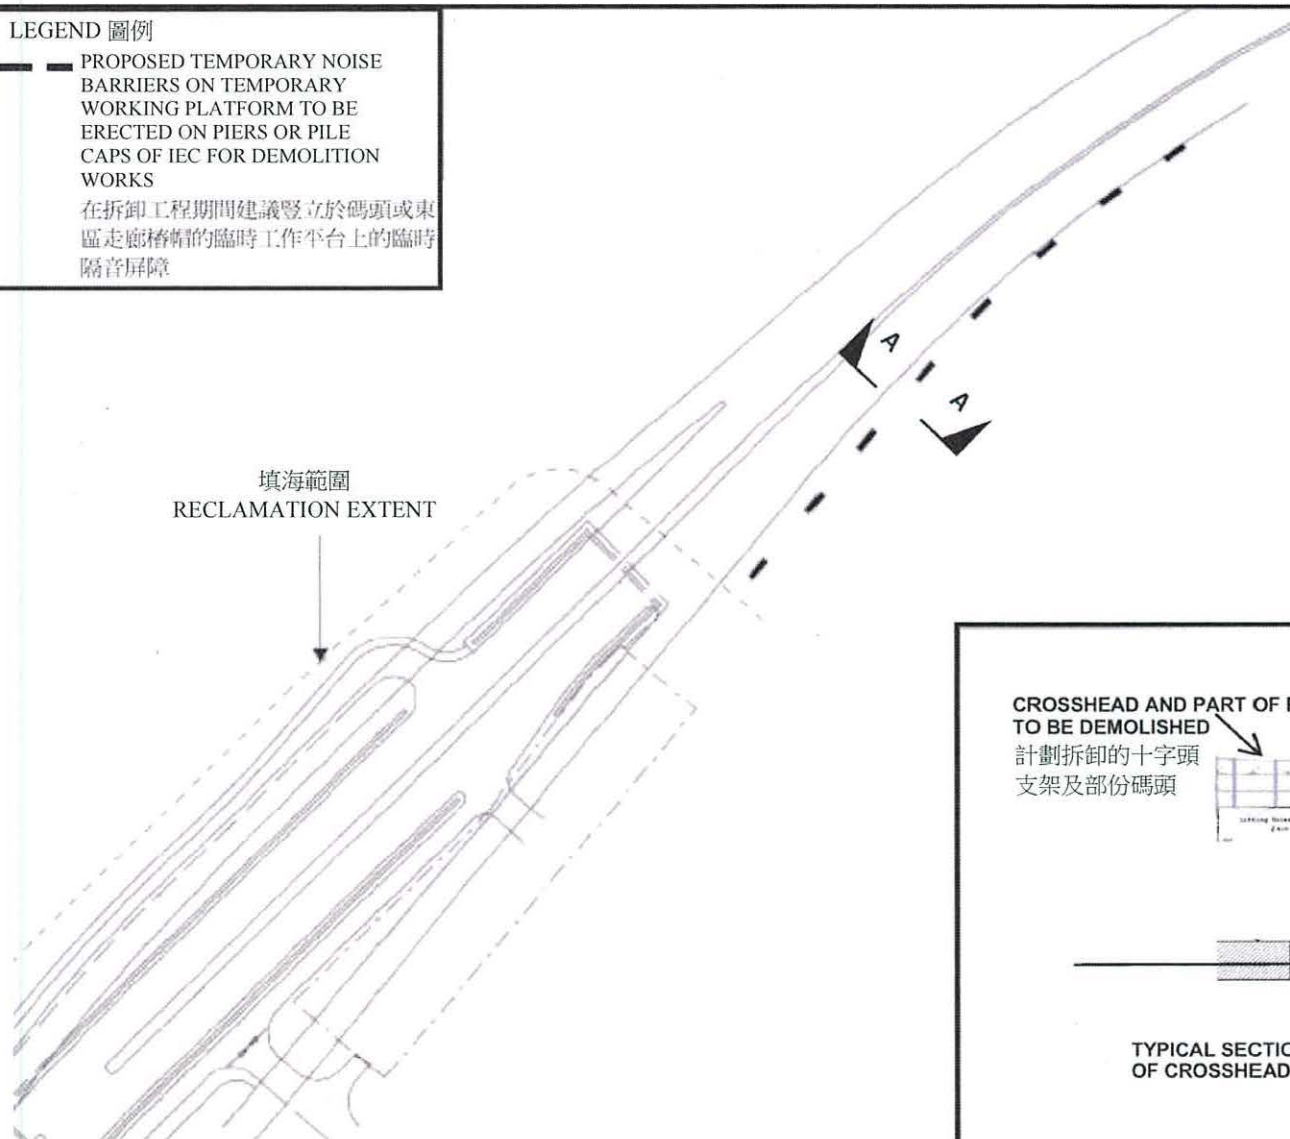 LEGEND 圖例
PROPOSED TEMPORARY NOISE
BARRIERS ON TEMPORARY
WORKING PLATFORM TO BE
ERECTED ON PIERS OR PILE
CAPS OF IEC FOR DEMOLITION
WORKS
在拆卸工程期間建議豎立於碼頭或東
區走廊樁帽的臨時工作平台上的臨時
隔音屏障
A
A
填海範圍
RECLAMATION EXTENT
CROSSHEAD AND PART OF
TO BE DEMOLISHED
計劃拆卸的十字頭
支架及部份碼頭
TYPICAL SECTIO
OF CROSSHEAD